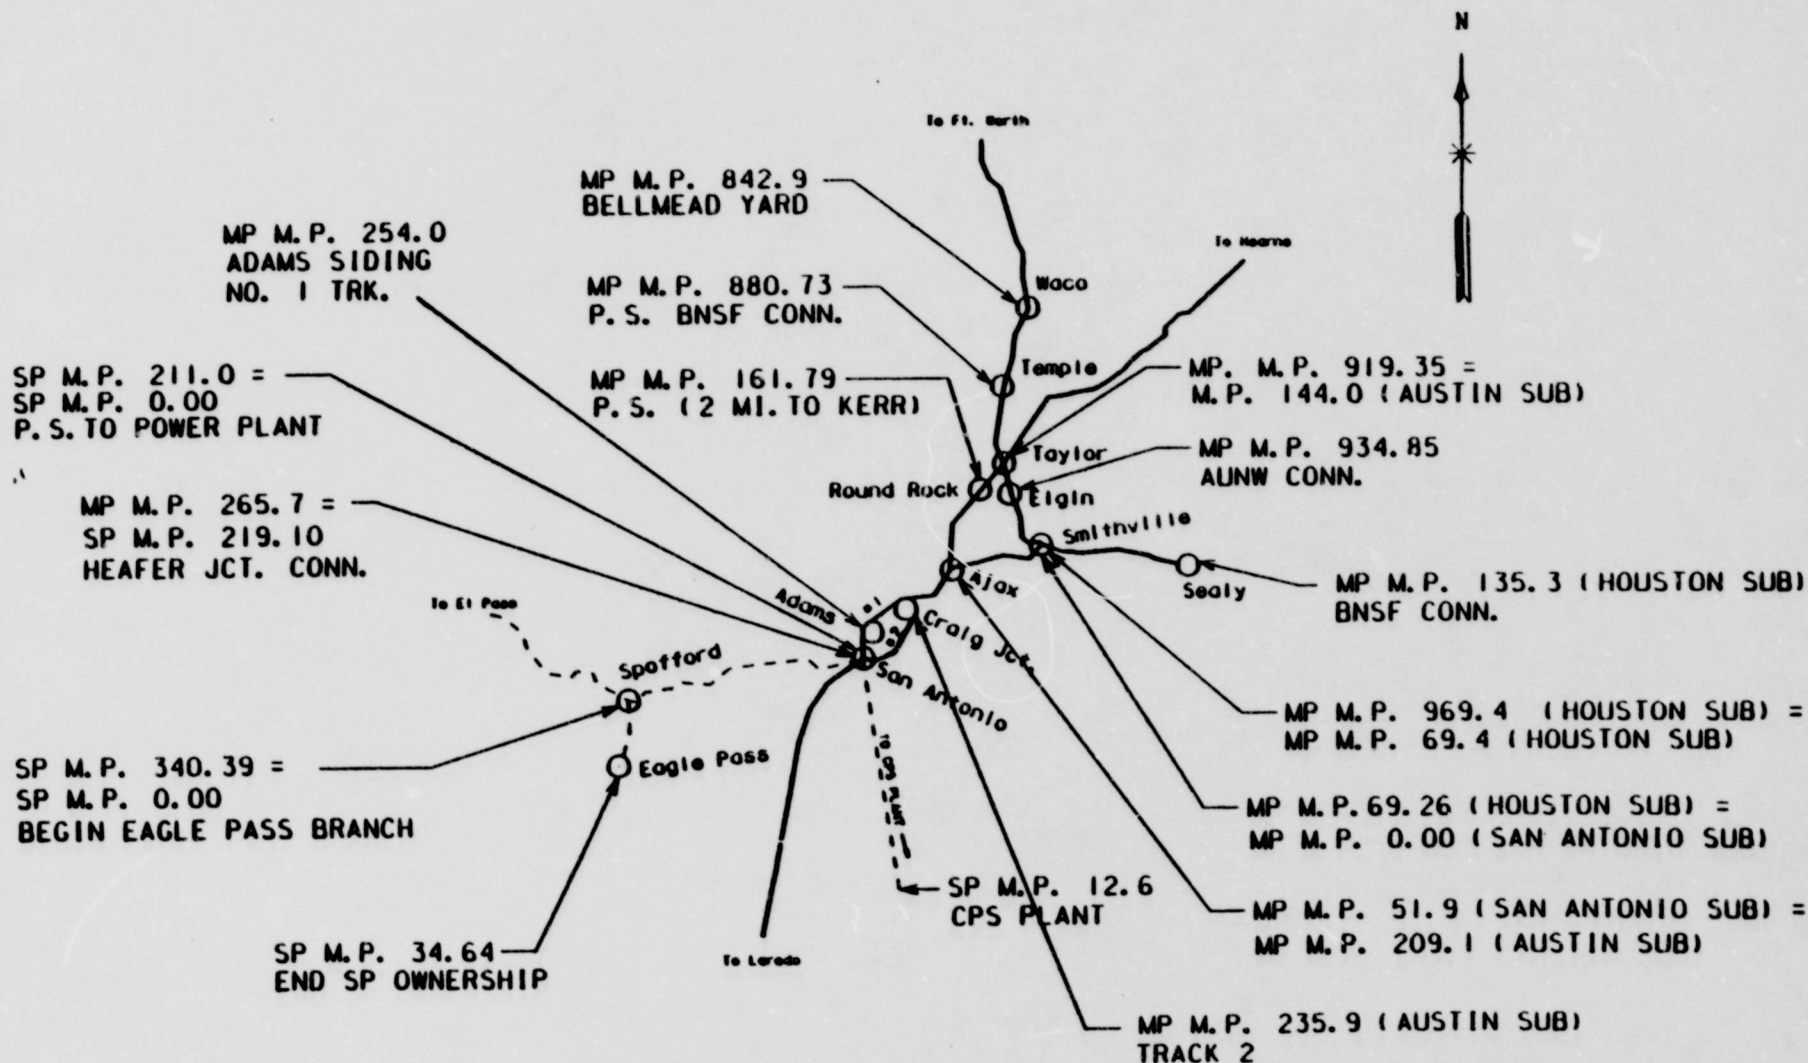 N
To Ft. Worth
MP M.P. 842.9
BELLMEAD YARD
MP M.P. 254.0
ADAMS SIDING
NO. 1 TRK.
To Hearne
MP M.P. 880.73
P.S. BNSF CONN.
Waco
SP M.P. 211.0 =
SP M.P. 0.00
P.S. TO POWER PLANT
MP M.P. 161.79
P.S. (2 MI. TO KERR)
Temple
MP. M.P. 919.35 =
M.P. 144.0 (AUSTIN SUB)
Taylor
MP M.P. 934.85
AUNW CONN.
Round Rock
Elgin
MP M.P. 265.7 =
SP M.P. 219.10
HEAFER JCT. CONN.
Smithville
Ajax
Sealy
MP M.P. 135.3 (HOUSTON SUB)
BNSF CONN.
To El Paso
Adams
#1
#2
Craig Jct.
Spofford
San Antonio
MP M.P. 969.4 (HOUSTON SUB) =
MP M.P. 69.4 (HOUSTON SUB)
SP M.P. 340.39 =
SP M.P. 0.00
BEGIN EAGLE PASS BRANCH
Eagle Pass
TO CPS PLANT
MP M.P. 69.26 (HOUSTON SUB) =
MP M.P. 0.00 (SAN ANTONIO SUB)
SP M.P. 12.6
CPS PLANT
MP M.P. 51.9 (SAN ANTONIO SUB) =
MP M.P. 209.1 (AUSTIN SUB)
SP M.P. 34.64
END SP OWNERSHIP
To Laredo
MP M.P. 235.9 (AUSTIN SUB)
TRACK 2